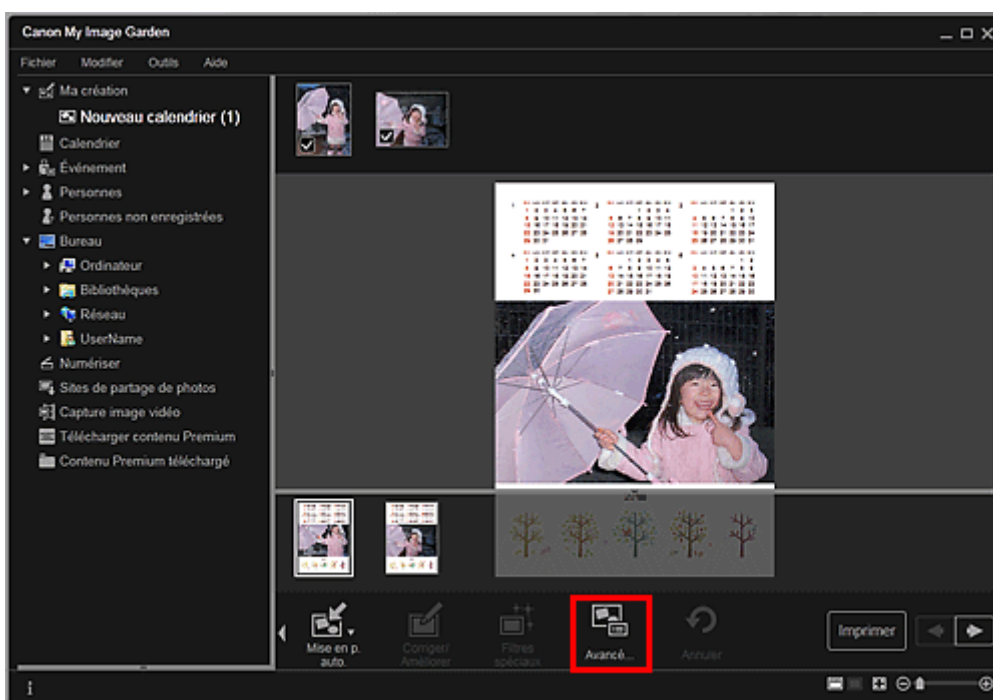 Canon My Image Garden
Fichier Modifier Outils Aide
Ma création
Nouveau calendrier (1)
Calendrier
Événement
Personnes
Personnes non enregistrées
Bureau
Ordinateur
Bibliothèques
Réseau
UserName
Numériser
Sites de partage de photos
Capture image vidéo
Télécharger contenu Premium
Contenu Premium téléchargé
Mise en p.
auto.
Corriger/
Améliorer
Filtres
spéciaux
Avancé...
Annuler
Imprimer